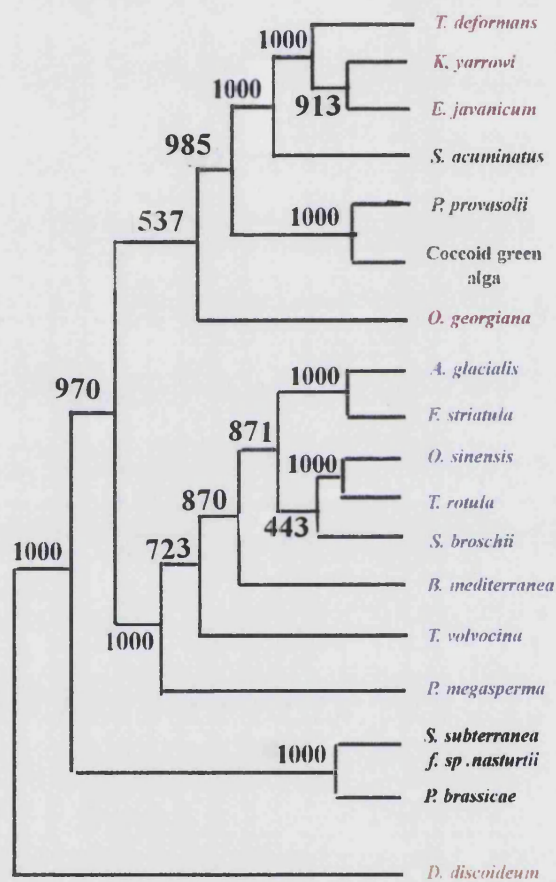 T. deformans
1000
K. yarrowi
1000
913
E. javanicum
985
S. acuminatus
P. provasolii
1000
537
Coccoid green
alga
O. georgiana
A. glacialis
1000
970
F. striatula
871
O. sinensis
1000
870
T. rotula
443
S. broschii
723
1000
B. mediterranea
1000
T. volvocina
P. megasperma
S. subterranea
1000
f. sp .nasturtii
P. brassicae
D. discoideum